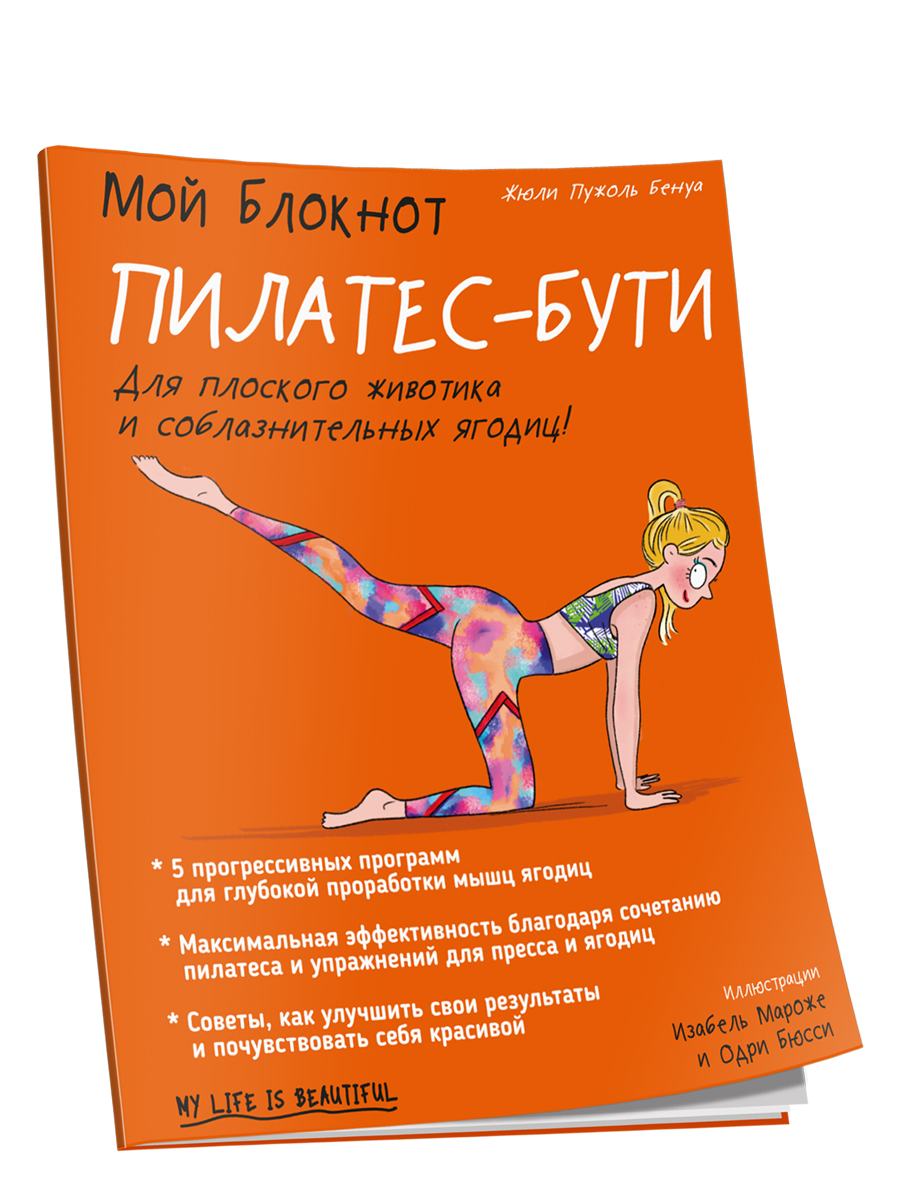 Мой Блокнот
Жюли Пужоль Бенуа
ПИЛАТЕС-БУТИ
Для плоского животика
и соблазнительных ягодиц!
* 5 прогрессивных программ
для глубокой проработки мышц ягодиц
* Максимальная эффективность благодаря сочетанию
пилатеса и упражнений для пресса и ягодиц
* Советы, как улучшить свои результаты
и почувствовать себя красивой
Иллюстрации
Изабель Мароже
и Одри Бюсси
MY LIFE IS BEAUTIFUL